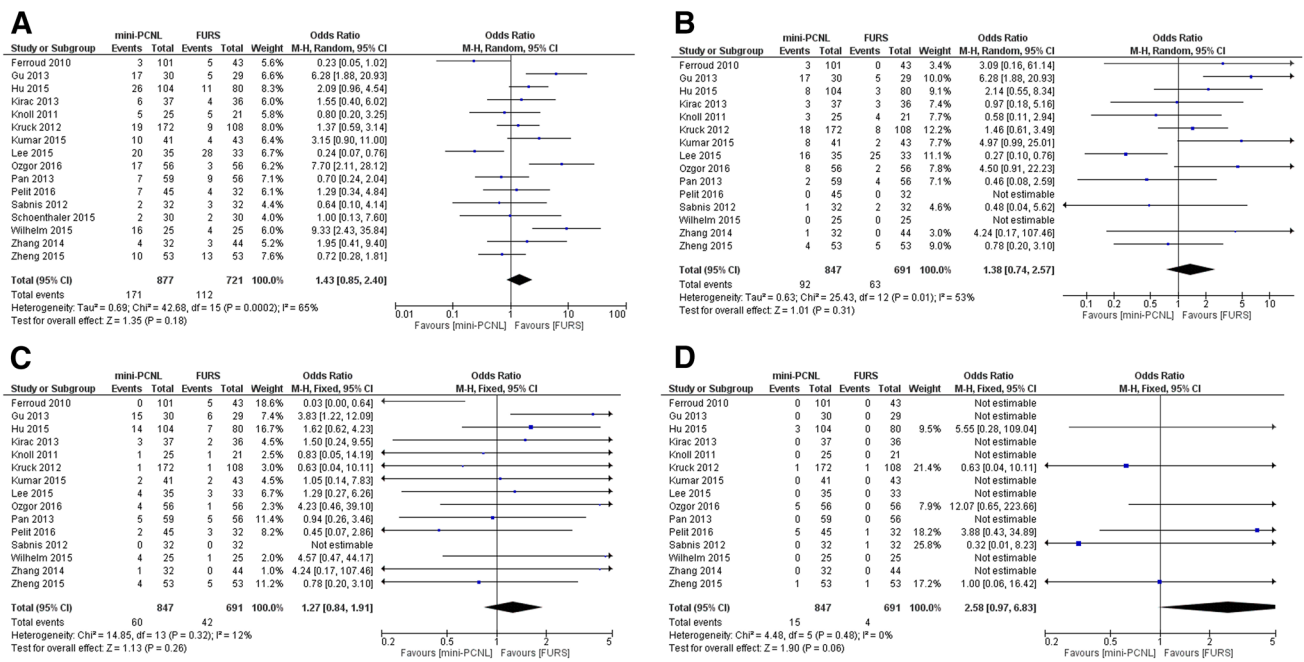 A
mini-PCNL FURS Odds Ratio Odds Ratio
Study or Subgroup Events Total Events Total Weight M-H, Random, 95% CI M-H, Random, 95% CI
Ferroud 2010 3 101 5 43 5.6% 0.23 [0.05, 1.02]
Gu 2013 17 30 5 29 7.0% 6.28 [1.88, 20.93]
Hu 2015 26 104 11 80 8.6% 2.09 [0.96, 4.54]
Kirac 2013 6 37 4 36 6.4% 1.55 [0.40, 6.02]
Knoll 2011 5 25 5 21 6.2% 0.80 [0.20, 3.25]
Kruck 2012 19 172 9 108 8.3% 1.37 [0.59, 3.14]
Kumar 2015 10 41 4 43 6.8% 3.15 [0.90, 11.00]
Lee 2015 20 35 28 33 7.2% 0.24 [0.07, 0.76]
Ozgor 2016 17 56 3 56 6.6% 7.70 [2.11, 28.12]
Pan 2013 7 59 9 56 7.1% 0.70 [0.24, 2.04]
Pelit 2016 7 45 4 32 6.5% 1.29 [0.34, 4.84]
Sabnis 2012 2 32 3 32 4.5% 0.64 [0.10, 4.14]
Schoenthaler 2015 2 30 2 30 4.1% 1.00 [0.13, 7.60]
Wilhelm 2015 16 25 4 25 6.4% 9.33 [2.43, 35.84]
Zhang 2014 4 32 3 44 5.5% 1.95 [0.41, 9.40]
Zheng 2015 10 53 13 53 8.0% 0.72 [0.28, 1.81]
Total (95% CI) 877 721 100.0% 1.43 [0.85, 2.40]
Total events 171 112
Heterogeneity: Tau² = 0.69; Chi² = 42.68, df = 15 (P = 0.0002); I² = 65%
Test for overall effect: Z = 1.35 (P = 0.18)
0.01 0.1 1 10 100
Favours [mini-PCNL] Favours [FURS]
B
mini-PCNL FURS Odds Ratio Odds Ratio
Study or Subgroup Events Total Events Total Weight M-H, Random, 95% CI M-H, Random, 95% CI
Ferroud 2010 3 101 0 43 3.4% 3.09 [0.16, 61.14]
Gu 2013 17 30 5 29 10.7% 6.28 [1.88, 20.93]
Hu 2015 8 104 3 80 9.3% 2.14 [0.55, 8.34]
Kirac 2013 3 37 3 36 7.2% 0.97 [0.18, 5.16]
Knoll 2011 3 25 4 21 7.4% 0.58 [0.11, 2.94]
Kruck 2012 18 172 8 108 12.2% 1.46 [0.61, 3.49]
Kumar 2015 8 41 2 43 7.6% 4.97 [0.99, 25.01]
Lee 2015 16 35 25 33 11.1% 0.27 [0.10, 0.76]
Ozgor 2016 8 56 2 56 7.8% 4.50 [0.91, 22.23]
Pan 2013 2 59 4 56 7.1% 0.46 [0.08, 2.59]
Pelit 2016 0 45 0 32 Not estimable
Sabnis 2012 1 32 2 32 4.6% 0.48 [0.04, 5.62]
Wilhelm 2015 0 25 0 25 Not estimable
Zhang 2014 1 32 0 44 3.0% 4.24 [0.17, 107.46]
Zheng 2015 4 53 5 53 9.0% 0.78 [0.20, 3.10]
Total (95% CI) 847 691 100.0% 1.38 [0.74, 2.57]
Total events 92 63
Heterogeneity: Tau² = 0.63; Chi² = 25.43, df = 12 (P = 0.01); I² = 53%
Test for overall effect: Z = 1.01 (P = 0.31)
0.1 0.2 0.5 1 2 5 10
Favours [mini-PCNL] Favours [FURS]
C
mini-PCNL FURS Odds Ratio Odds Ratio
Study or Subgroup Events Total Events Total Weight M-H, Fixed, 95% CI M-H, Fixed, 95% CI
Ferroud 2010 0 101 5 43 18.6% 0.03 [0.00, 0.64]
Gu 2013 15 30 6 29 7.4% 3.83 [1.22, 12.09]
Hu 2015 14 104 7 80 16.7% 1.62 [0.62, 4.23]
Kirac 2013 3 37 2 36 4.5% 1.50 [0.24, 9.55]
Knoll 2011 1 25 1 21 2.5% 0.83 [0.05, 14.19]
Kruck 2012 1 172 1 108 2.9% 0.63 [0.04, 10.11]
Kumar 2015 2 41 2 43 4.4% 1.05 [0.14, 7.83]
Lee 2015 4 35 3 33 6.7% 1.29 [0.27, 6.26]
Ozgor 2016 4 56 1 56 2.2% 4.23 [0.46, 39.10]
Pan 2013 5 59 5 56 11.4% 0.94 [0.26, 3.46]
Pelit 2016 2 45 3 32 8.2% 0.45 [0.07, 2.86]
Sabnis 2012 0 32 0 32 Not estimable
Wilhelm 2015 4 25 1 25 2.0% 4.57 [0.47, 44.17]
Zhang 2014 1 32 0 44 1.0% 4.24 [0.17, 107.46]
Zheng 2015 4 53 5 53 11.2% 0.78 [0.20, 3.10]
Total (95% CI) 847 691 100.0% 1.27 [0.84, 1.91]
Total events 60 42
Heterogeneity: Chi² = 14.85, df = 13 (P = 0.32); I² = 12%
Test for overall effect: Z = 1.13 (P = 0.26)
0.2 0.5 1 2 5
Favours [mini-PCNL] Favours [FURS]
D
mini-PCNL FURS Odds Ratio Odds Ratio
Study or Subgroup Events Total Events Total Weight M-H, Fixed, 95% CI M-H, Fixed, 95% CI
Ferroud 2010 0 101 0 43 Not estimable
Gu 2013 0 30 0 29 Not estimable
Hu 2015 3 104 0 80 9.5% 5.55 [0.28, 109.04]
Kirac 2013 0 37 0 36 Not estimable
Knoll 2011 0 25 0 21 Not estimable
Kruck 2012 1 172 1 108 21.4% 0.63 [0.04, 10.11]
Kumar 2015 0 41 0 43 Not estimable
Lee 2015 0 35 0 33 Not estimable
Ozgor 2016 5 56 0 56 7.9% 12.07 [0.65, 223.66]
Pan 2013 0 59 0 56 Not estimable
Pelit 2016 5 45 1 32 18.2% 3.88 [0.43, 34.89]
Sabnis 2012 0 32 1 32 25.8% 0.32 [0.01, 8.23]
Wilhelm 2015 0 25 0 25 Not estimable
Zhang 2014 0 32 0 44 Not estimable
Zheng 2015 1 53 1 53 17.2% 1.00 [0.06, 16.42]
Total (95% CI) 847 691 100.0% 2.58 [0.97, 6.83]
Total events 15 4
Heterogeneity: Chi² = 4.48, df = 5 (P = 0.48); I² = 0%
Test for overall effect: Z = 1.90 (P = 0.06)
0.2 0.5 1 2 5
Favours [mini-PCNL] Favours [FURS]